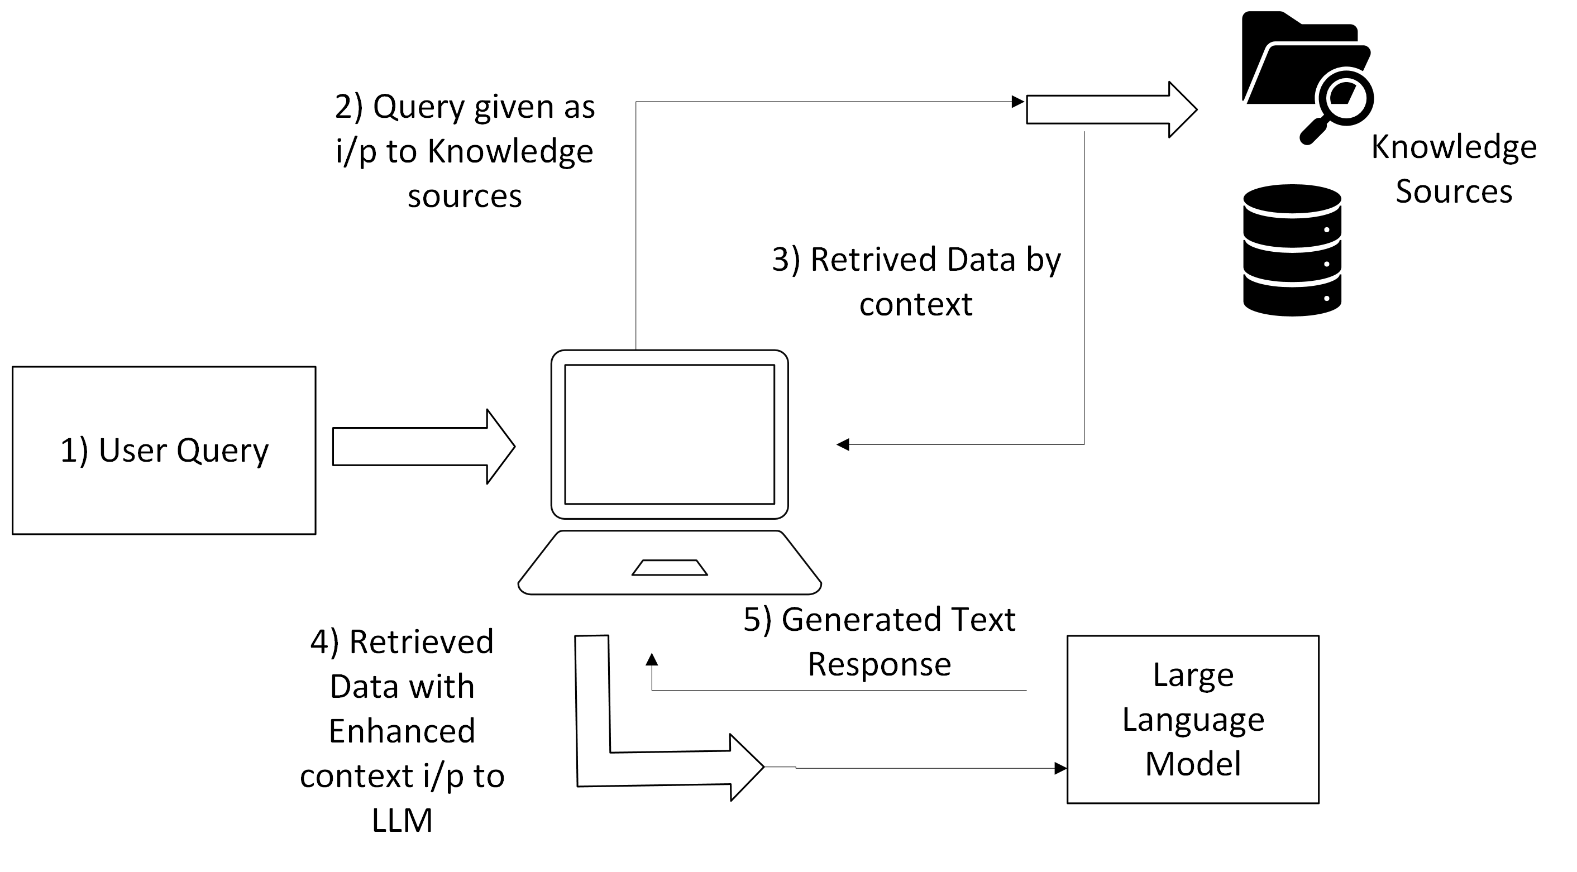 2) Query given as
i/p to Knowledge
sources
Knowledge
Sources
3) Retrived Data by
context
1) User Query
4) Retrieved
Data with
Enhanced
context i/p to
LLM
5) Generated Text
Response
Large
Language
Model